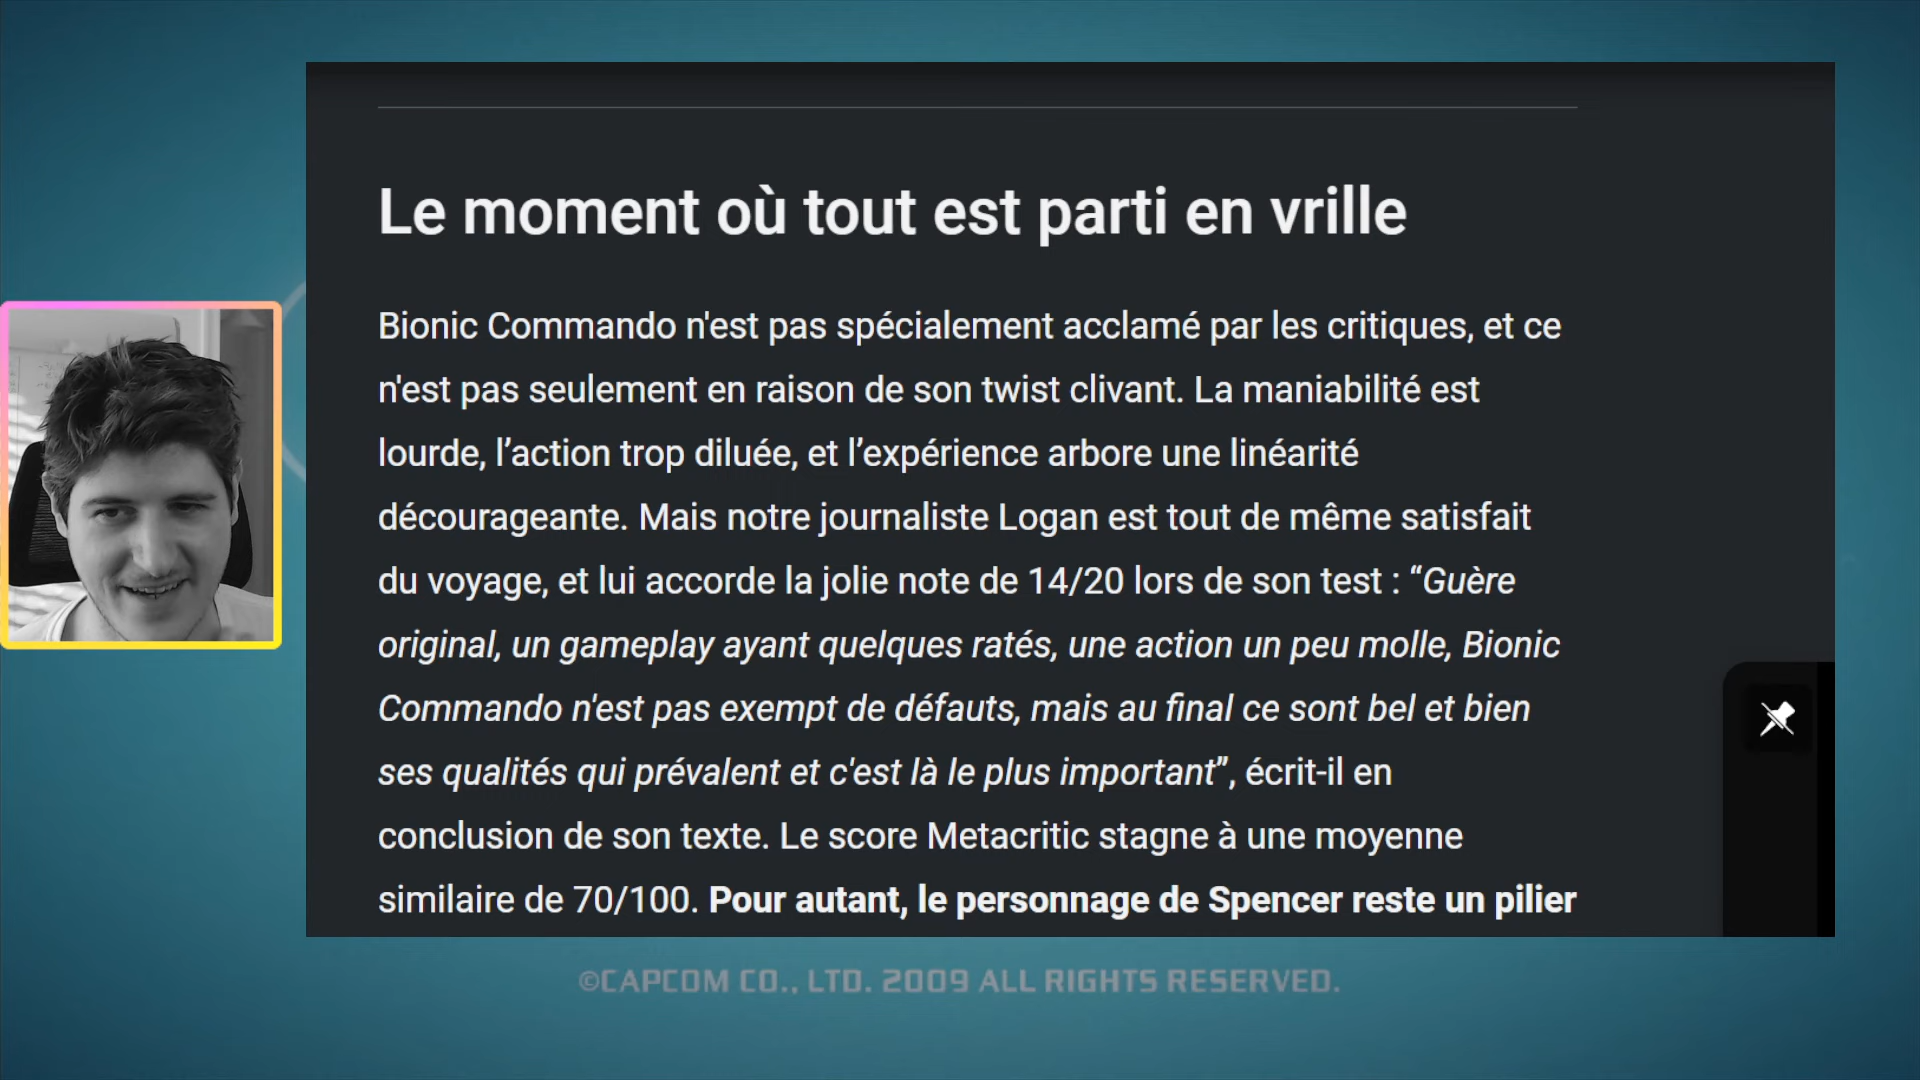 Le moment où tout est parti en vrille
Bionic Commando n'est pas spécialement acclamé par les critiques, et ce
n'est pas seulement en raison de son twist clivant. La maniabilité est
lourde, l’action trop diluée, et l’expérience arbore une linéarité
décourageante. Mais notre journaliste Logan est tout de même satisfait
du voyage, et lui accorde la jolie note de 14/20 lors de son test : “Guère
original, un gameplay ayant quelques ratés, une action un peu molle, Bionic
Commando n'est pas exempt de défauts, mais au final ce sont bel et bien
ses qualités qui prévalent et c'est là le plus important”, écrit-il en
conclusion de son texte. Le score Metacritic stagne à une moyenne
similaire de 70/100. Pour autant, le personnage de Spencer reste un pilier
©CAPCOM CO., LTD. 2009 ALL RIGHTS RESERVED.